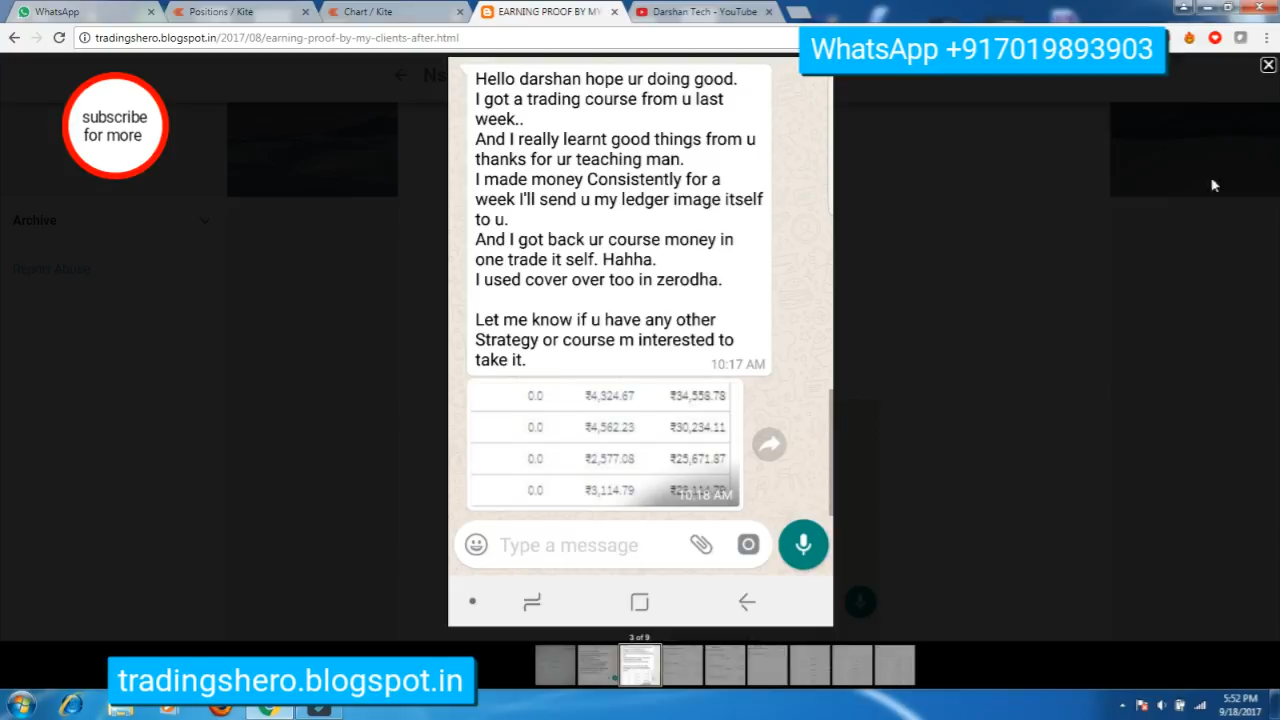 WhatsApp
Positions / Kite
Chart / Kite
EARNING PROOF BY MY
Darshan Tech - YouTube
tradingshero.blogspot.in/2017/08/earning-proof-by-my-clients-after.html
WhatsApp +917019893903
subscribe
for more
Archive
Report Abuse
Hello darshan hope ur doing good.
I got a trading course from u last
week..
And I really learnt good things from u
thanks for ur teaching man.
I made money Consistently for a
week I'll send u my ledger image itself
to u.
And I got back ur course money in
one trade it self. Hahha.
I used cover over too in zerodha.
Let me know if u have any other
Strategy or course m interested to
take it.
10:17 AM
0.0 ₹4,324.67 ₹34,558.78
0.0 ₹4,562.23 ₹30,234.11
0.0 ₹2,577.08 ₹25,671.87
0.0 ₹3,114.79
10:18 AM
Type a message
3 of 9
tradingshero.blogspot.in
5:52 PM
9/18/2017